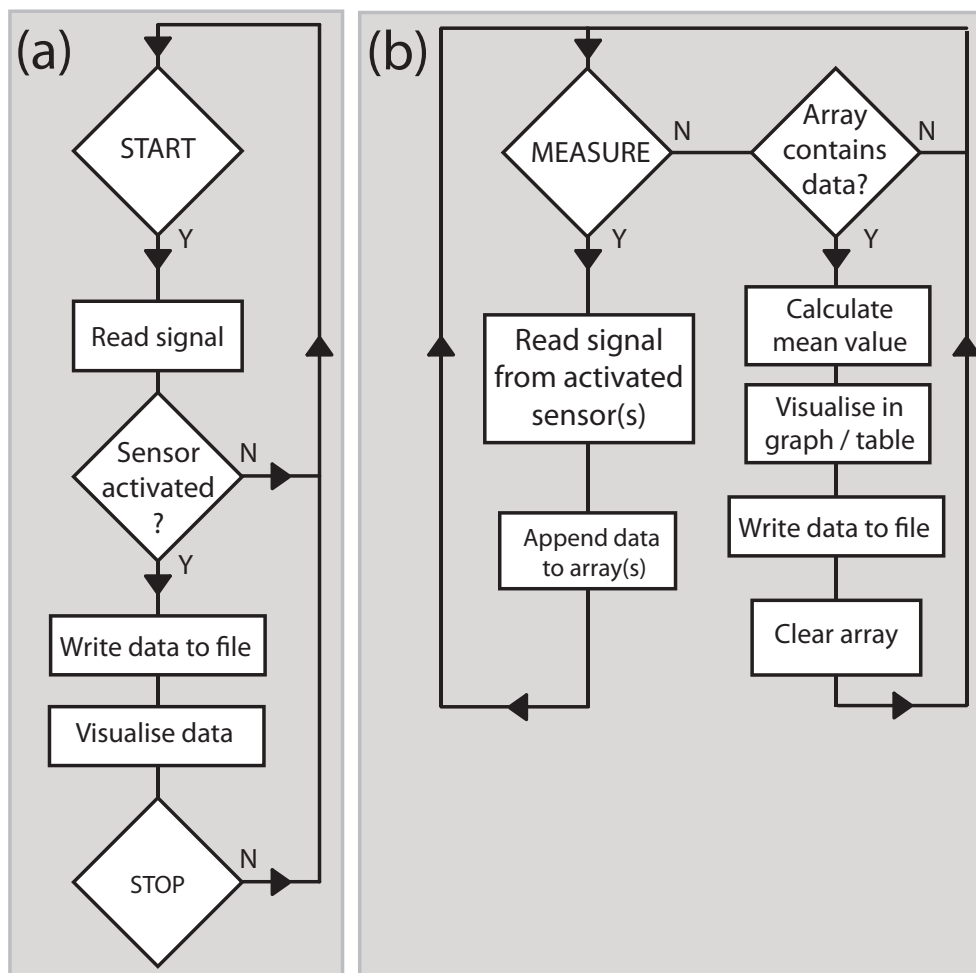 (a)
START
Y
Read signal
Sensor
activated
?
N
Y
Write data to file
Visualise data
STOP
N
(b)
MEASURE
N
Y
Read signal
from activated
sensor(s)
Append data
to array(s)
Array
contains
data?
N
Y
Calculate
mean value
Visualise in
graph / table
Write data to file
Clear array